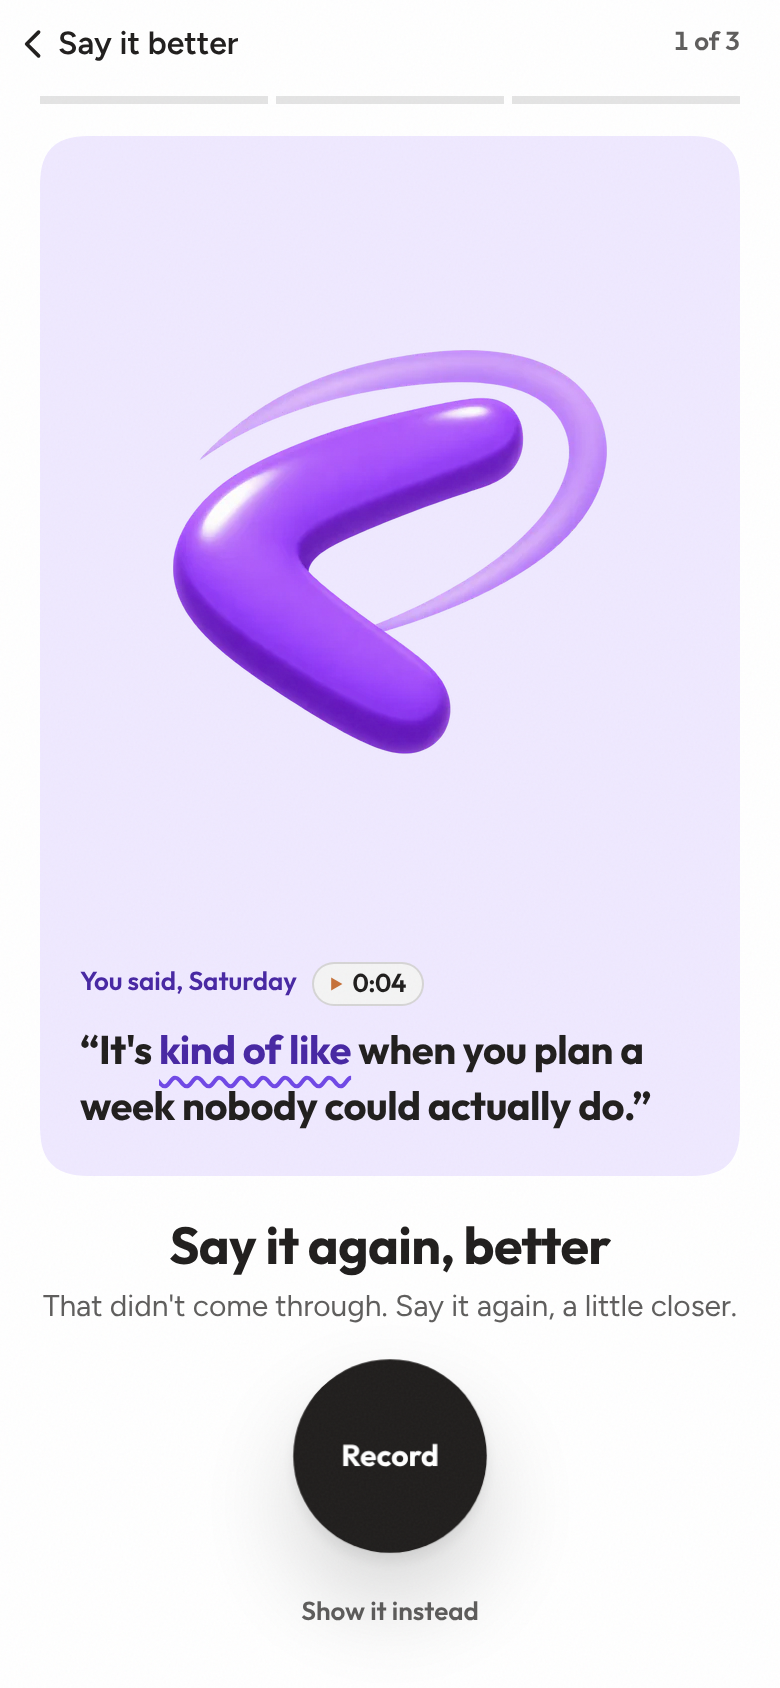 Say it better
1 of 3
You said, Saturday
0:04
“It's kind of like when you plan a
week nobody could actually do.”
Say it again, better
That didn't come through. Say it again, a little closer.
Record
Show it instead